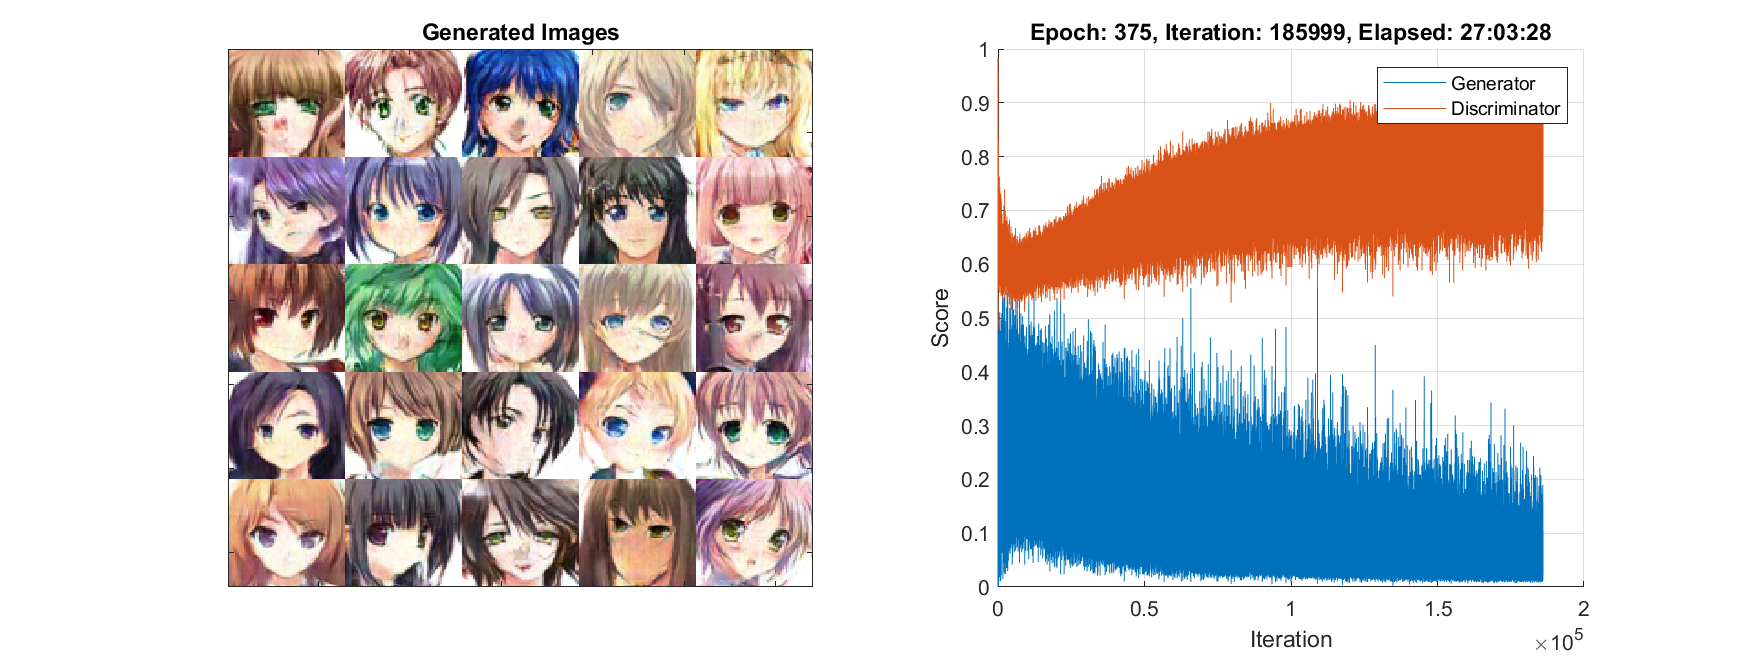 Generated Images
Epoch: 375, Iteration: 185999, Elapsed: 27:03:28
Generator
Discriminator
1
0.9
0.8
0.7
0.6
0.5
0.4
0.3
0.2
0.1
0
Score
0 0.5 1 1.5 2
Iteration
×10⁵